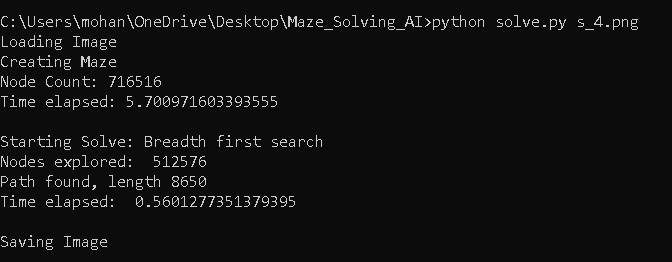 C:\Users\mohan\OneDrive\Desktop\Maze_Solving_AI>python solve.py s_4.png
Loading Image
Creating Maze
Node Count: 716516
Time elapsed: 5.700971603393555
Starting Solve: Breadth first search
Nodes explored:  512576
Path found, length 8650
Time elapsed:  0.5601277351379395
Saving Image